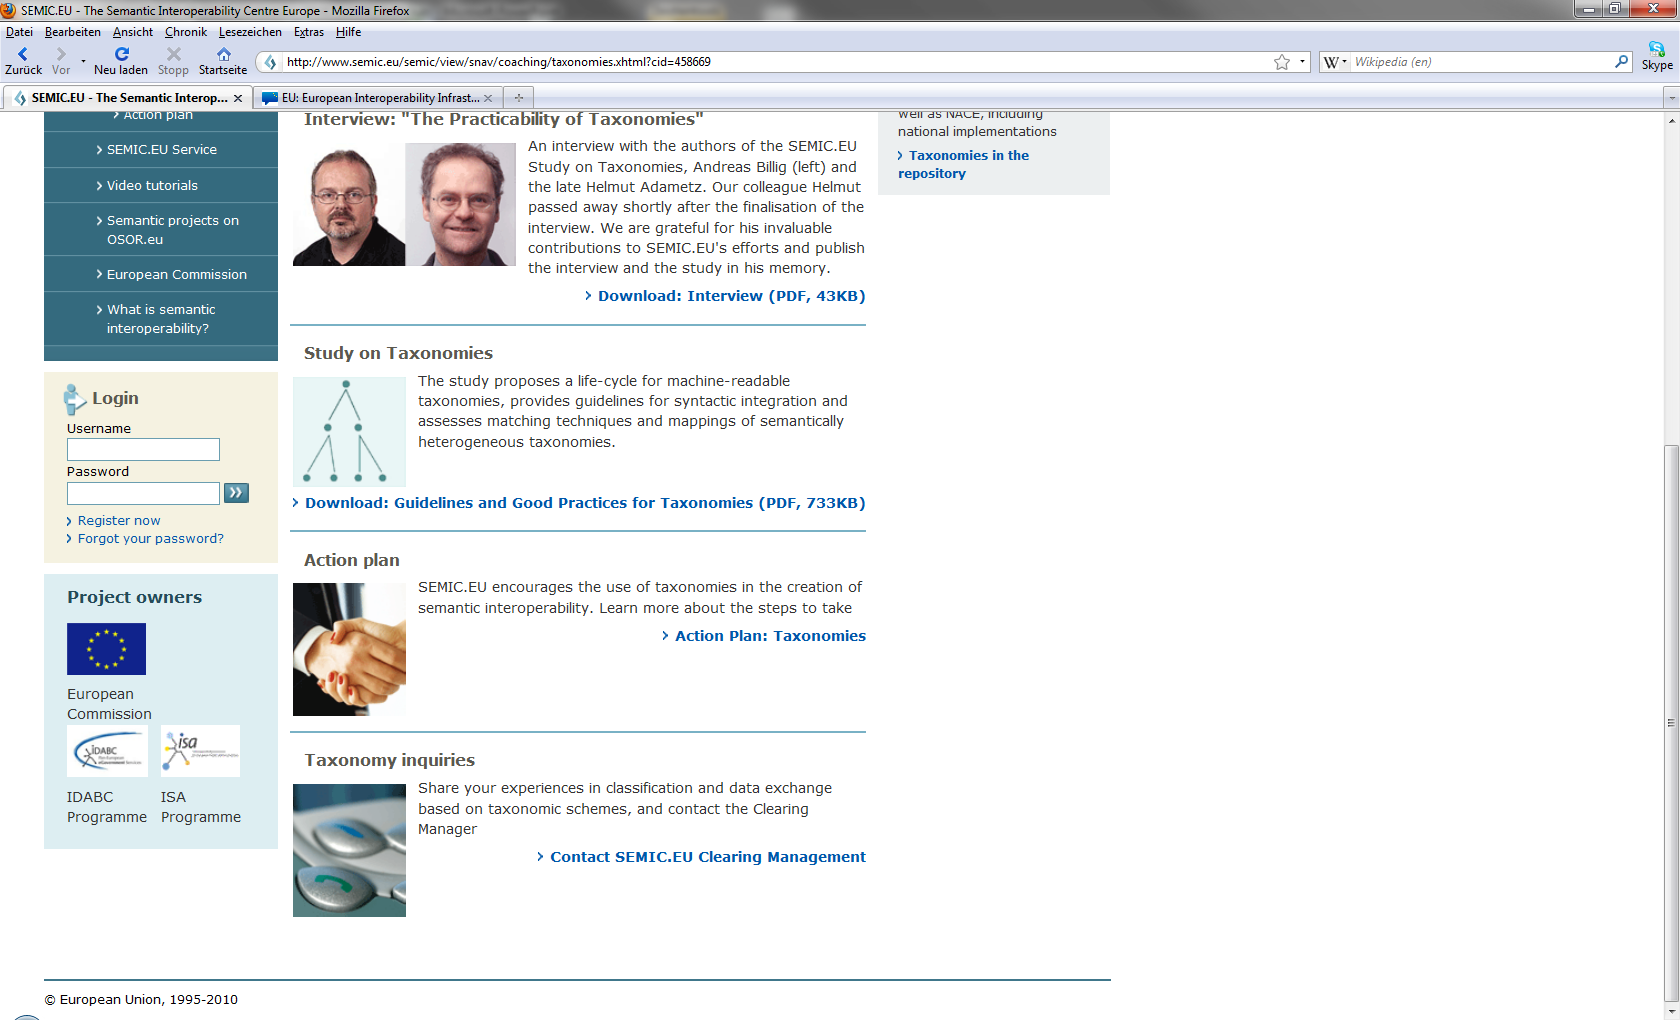 SEMIC.EU - The Semantic Interoperability Centre Europe - Mozilla Firefox
Datei Bearbeiten Ansicht Chronik Lesezeichen Extras Hilfe
Zurück Vor Neu laden Stopp Startseite
http://www.semic.eu/semic/view/snav/coaching/taxonomies.xhtml?cid=458669
W Wikipedia (en)
Skype
SEMIC.EU - The Semantic Interop...
EU: European Interoperability Infrast...
Action plan
SEMIC.EU Service
Video tutorials
Semantic projects on
OSOR.eu
European Commission
What is semantic
interoperability?
Login
Username
Password
Register now
Forgot your password?
Project owners
European
Commission
iDABC
isa
IDABC
Programme
ISA
Programme
Interview: "The Practicability of Taxonomies"
An interview with the authors of the SEMIC.EU
Study on Taxonomies, Andreas Billig (left) and
the late Helmut Adametz. Our colleague Helmut
passed away shortly after the finalisation of the
interview. We are grateful for his invaluable
contributions to SEMIC.EU's efforts and publish
the interview and the study in his memory.
Download: Interview (PDF, 43KB)
Study on Taxonomies
The study proposes a life-cycle for machine-readable
taxonomies, provides guidelines for syntactic integration and
assesses matching techniques and mappings of semantically
heterogeneous taxonomies.
Download: Guidelines and Good Practices for Taxonomies (PDF, 733KB)
Action plan
SEMIC.EU encourages the use of taxonomies in the creation of
semantic interoperability. Learn more about the steps to take
Action Plan: Taxonomies
Taxonomy inquiries
Share your experiences in classification and data exchange
based on taxonomic schemes, and contact the Clearing
Manager
Contact SEMIC.EU Clearing Management
well as NACE, including
national implementations
Taxonomies in the
repository
© European Union, 1995-2010